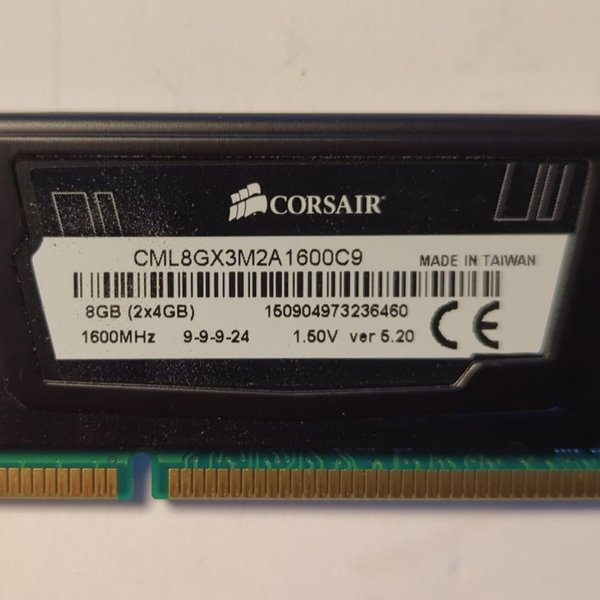 CORSAIR
CML8GX3M2A1600C9
MADE IN TAIWAN
8GB (2x4GB) 150904973236460
1600MHz 9-9-9-24 1.50V ver 5.20
CE